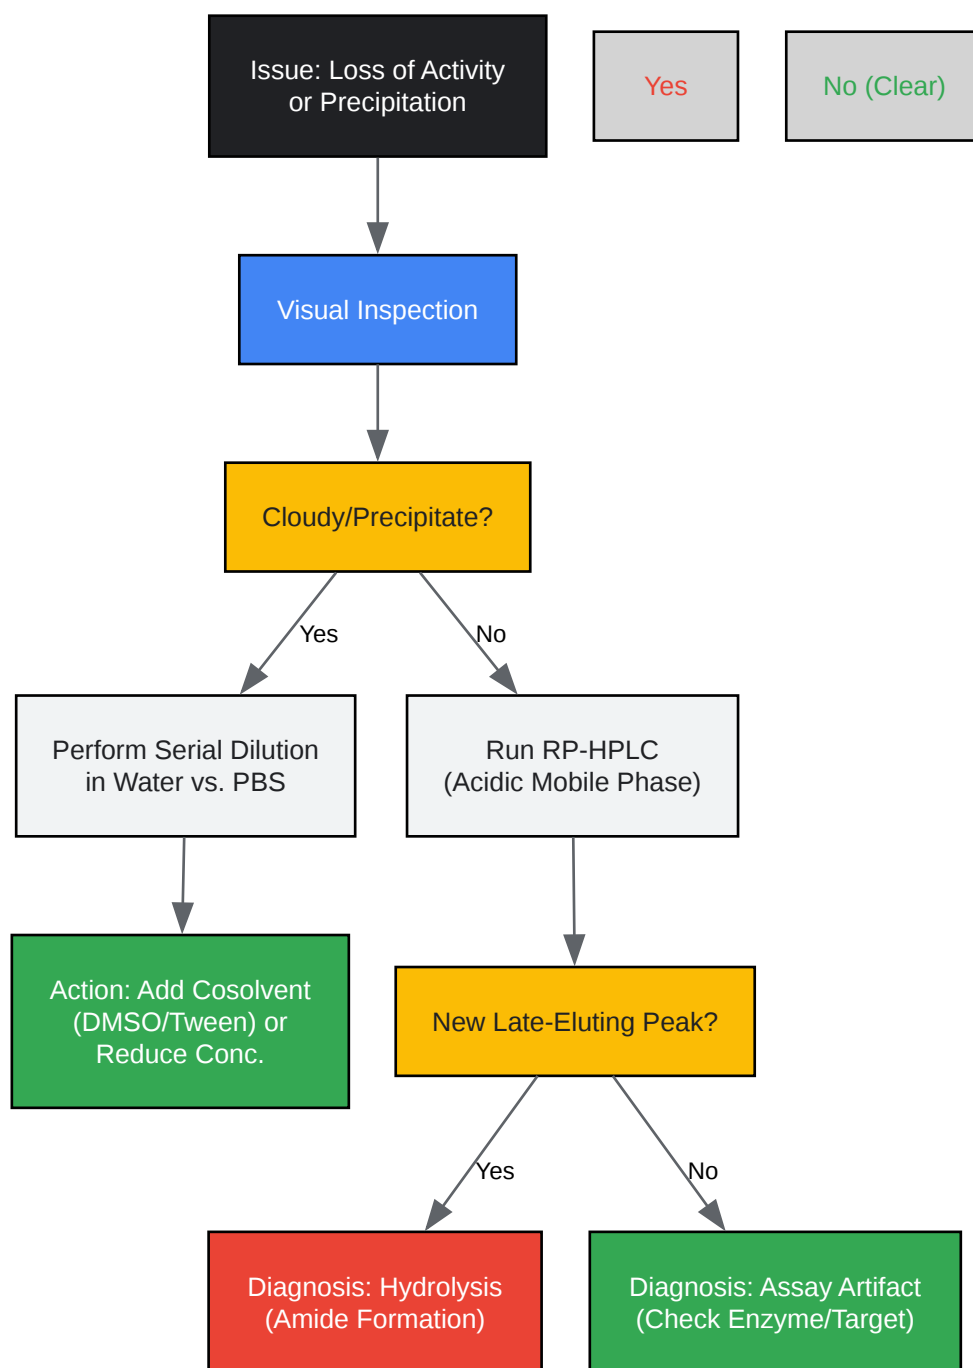 Issue: Loss of Activity
or Precipitation
Yes
No (Clear)
Visual Inspection
Cloudy/Precipitate?
Yes
No
Perform Serial Dilution
in Water vs. PBS
Run RP-HPLC
(Acidic Mobile Phase)
Action: Add Cosolvent
(DMSO/Tween) or
Reduce Conc.
New Late-Eluting Peak?
Yes
No
Diagnosis: Hydrolysis
(Amide Formation)
Diagnosis: Assay Artifact
(Check Enzyme/Target)